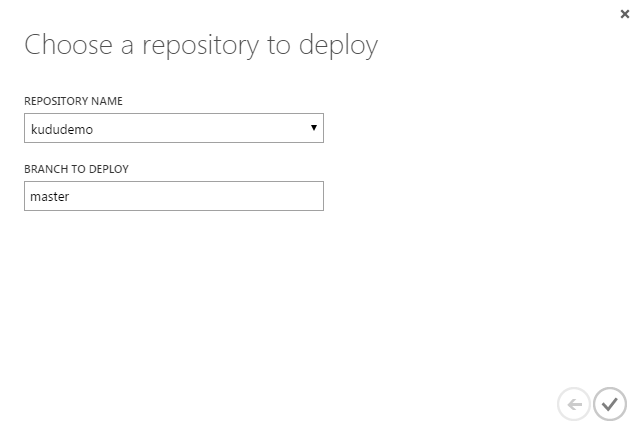 Choose a repository to deploy
REPOSITORY NAME
kududemo
BRANCH TO DEPLOY
master